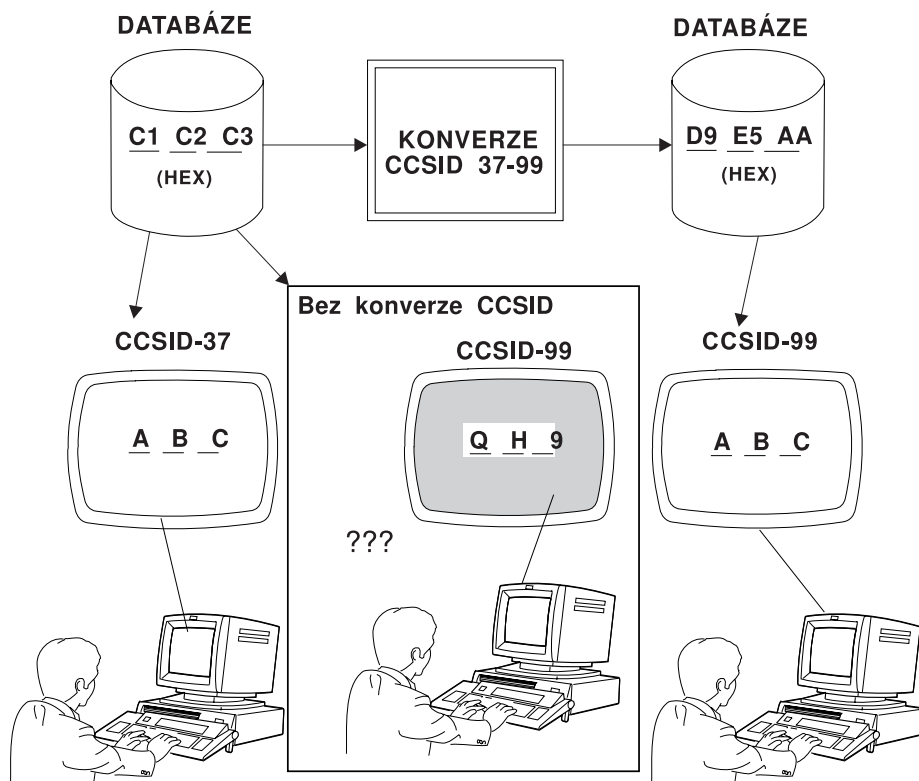 DATABÁZE
DATABÁZE
C1 C2 C3
(HEX)
KONVERZE
CCSID 37-99
D9 E5 AA
(HEX)
Bez konverze CCSID
CCSID-37
CCSID-99
CCSID-99
A B C
Q H 9
A B C
???